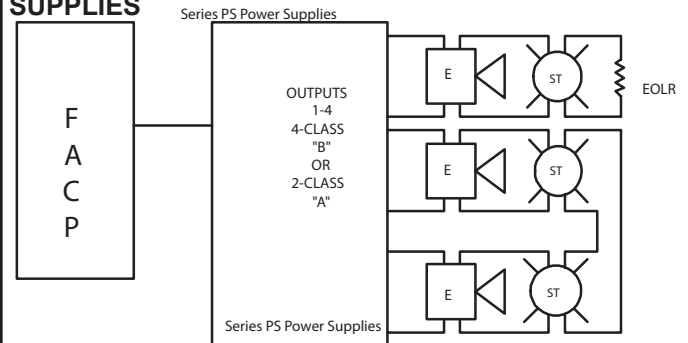 SUPPLIES
Series PS Power Supplies
F
A
C
P
OUTPUTS
1-4
4-CLASS
"B"
OR
2-CLASS
"A"
E
ST
EOLR
E
ST
E
ST
Series PS Power Supplies